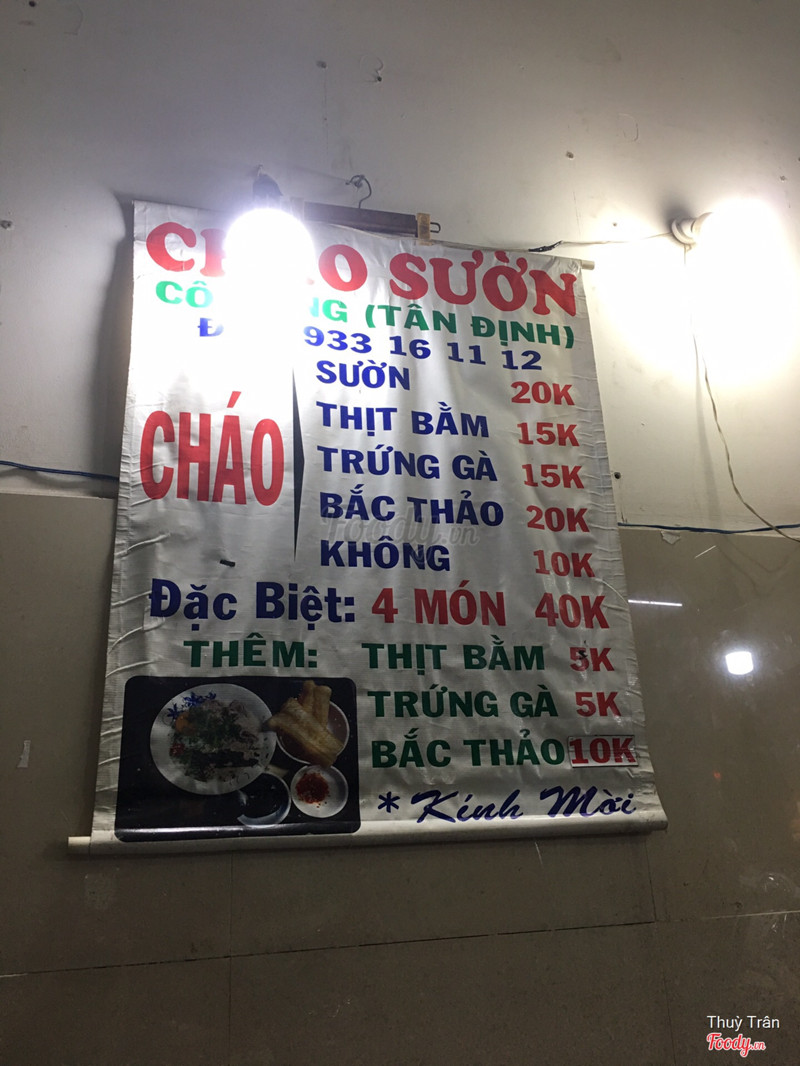 SƯỜN
(TÂN ĐỊNH)
933 16 11 12
CHÁO
SƯỜN 20K
THỊT BẰM 15K
TRỨNG GÀ 15K
BẮC THẢO 20K
KHÔNG 10K
Đặc Biệt: 4 MÓN 40K
THÊM: THỊT BẰM 5K
TRỨNG GÀ 5K
BẮC THẢO 10K
* Kính Mời
Foody.vn
Thuỳ Trân
Foody.vn